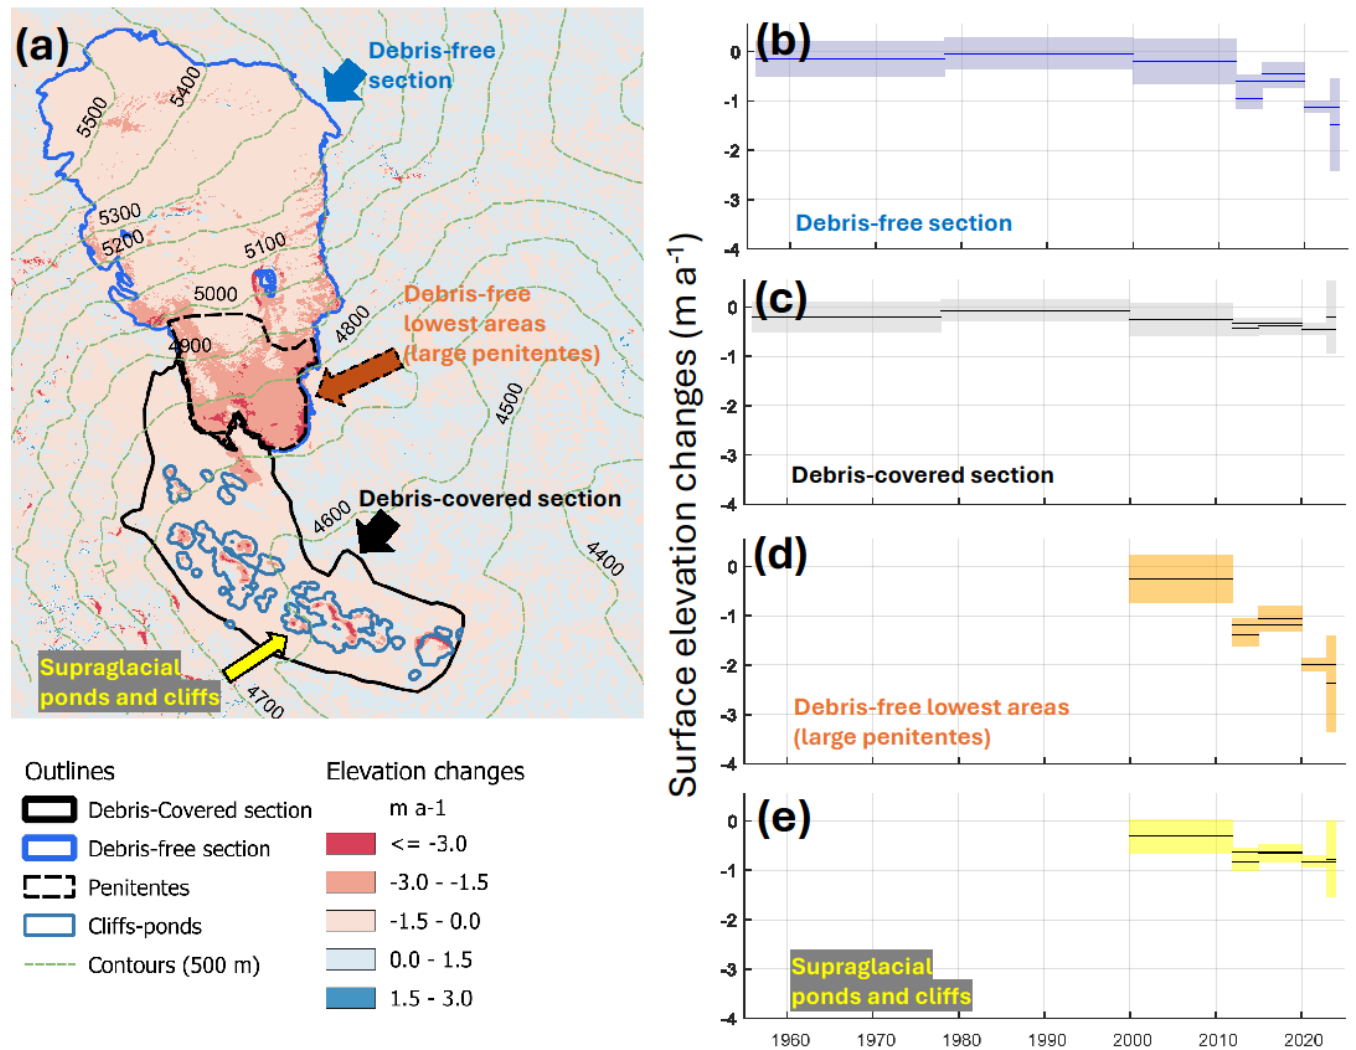 (a)
Debris-free
section
5500
5400
5300
5200
5100
5000
4900
4800
Debris-free
lowest areas
(large penitentes)
4500
Debris-covered section
4600
4400
Supraglacial
ponds and cliffs
4700
Outlines
Debris-Covered section
Debris-free section
Penitentes
Cliffs-ponds
Contours (500 m)
Elevation changes
m a-1
<= -3.0
-3.0 - -1.5
-1.5 - 0.0
0.0 - 1.5
1.5 - 3.0
Surface elevation changes (m a⁻¹)
(b)
0
-1
-2
-3
-4
Debris-free section
(c)
0
-1
-2
-3
-4
Debris-covered section
(d)
0
-1
-2
-3
-4
Debris-free lowest areas
(large penitentes)
(e)
0
-1
-2
-3
-4
Supraglacial
ponds and cliffs
1960 1970 1980 1990 2000 2010 2020